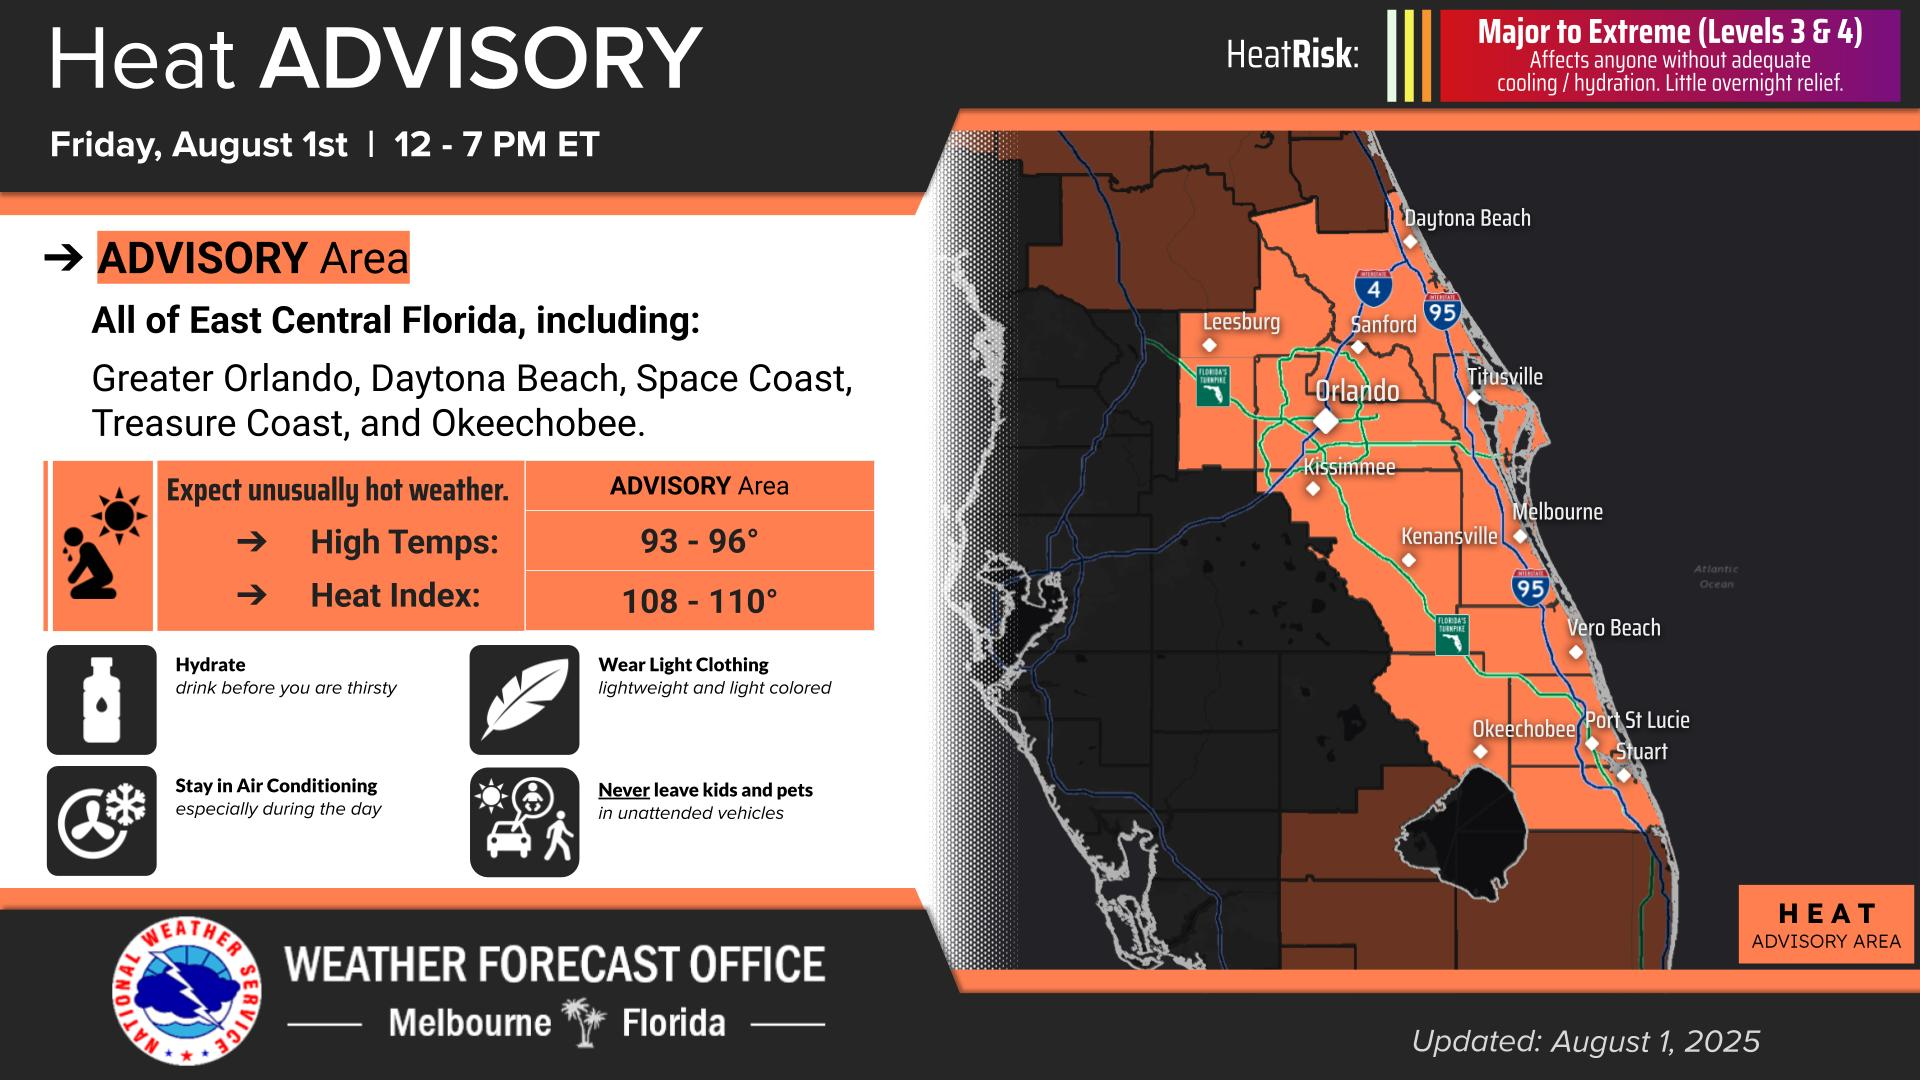 Heat ADVISORY
Friday, August 1st | 12 - 7 PM ET
HeatRisk:
Major to Extreme (Levels 3 & 4)
Affects anyone without adequate
cooling / hydration. Little overnight relief.
➔ ADVISORY Area
All of East Central Florida, including:
Greater Orlando, Daytona Beach, Space Coast,
Treasure Coast, and Okeechobee.
Expect unusually hot weather.
ADVISORY Area
➔ High Temps:
93 - 96°
➔ Heat Index:
108 - 110°
Hydrate
drink before you are thirsty
Wear Light Clothing
lightweight and light colored
Stay in Air Conditioning
especially during the day
Never leave kids and pets
in unattended vehicles
Daytona Beach
INTERSTATE
4
INTERSTATE
95
Leesburg
Sanford
FLORIDA'S
TURNPIKE
Titusville
Orlando
Kissimmee
Melbourne
Kenansville
Atlantic
Ocean
INTERSTATE
95
FLORIDA'S
TURNPIKE
Vero Beach
Okeechobee
Port St Lucie
Stuart
HEAT
ADVISORY AREA
NATIONAL WEATHER SERVICE
WEATHER FORECAST OFFICE
Melbourne Florida
Updated: August 1, 2025